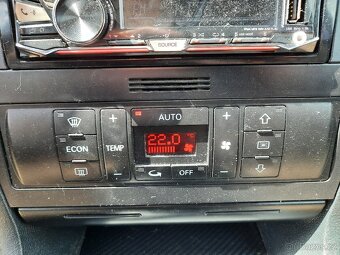 SOURCE
AUTO
+
+
22.0
ECON
TEMP
-
-
OFF